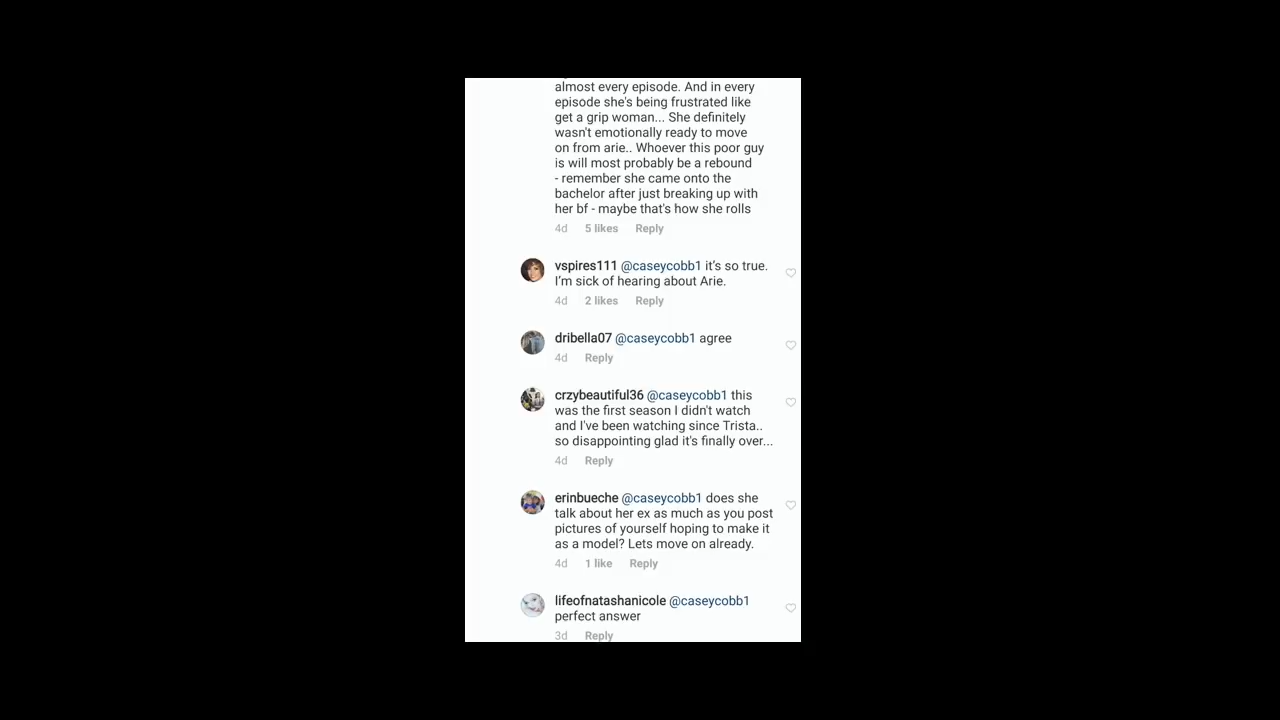 almost every episode. And in every
episode she's being frustrated like
get a grip woman... She definitely
wasn't emotionally ready to move
on from arie.. Whoever this poor guy
is will most probably be a rebound
- remember she came onto the
bachelor after just breaking up with
her bf - maybe that's how she rolls
4d 5 likes Reply
vspires111 @caseycobb1 it's so true.
I'm sick of hearing about Arie.
4d 2 likes Reply
dribella07 @caseycobb1 agree
4d Reply
crzybeautiful36 @caseycobb1 this
was the first season I didn't watch
and I've been watching since Trista..
so disappointing glad it's finally over...
4d Reply
erinbueche @caseycobb1 does she
talk about her ex as much as you post
pictures of yourself hoping to make it
as a model? Lets move on already.
4d 1 like Reply
lifeofnatashanicole @caseycobb1
perfect answer
3d Reply